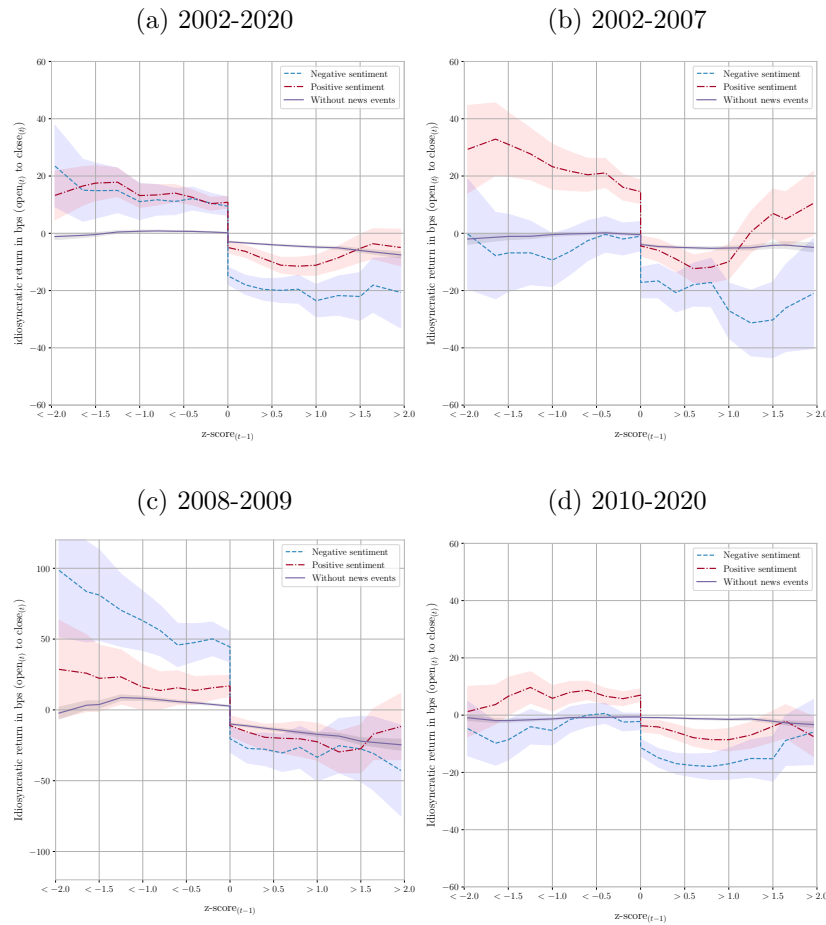 (a) 2002-2020
60
40
20
0
−20
−40
−60
idiosyncratic return in bps (open(t) to close(t))
Negative sentiment
Positive sentiment
Without news events
< −2.0 < −1.5 < −1.0 < −0.5 0 > 0.5 > 1.0 > 1.5 > 2.0
z-score(t−1)
(b) 2002-2007
60
40
20
0
−20
−40
−60
Idiosyncratic return in bps (open(t) to close(t))
Negative sentiment
Positive sentiment
Without news events
< −2.0 < −1.5 < −1.0 < −0.5 0 > 0.5 > 1.0 > 1.5 > 2.0
z-score(t−1)
(c) 2008-2009
100
50
0
−50
−100
Idiosyncratic return in bps (open(t) to close(t))
Negative sentiment
Positive sentiment
Without news events
< −2.0 < −1.5 < −1.0 < −0.5 0 > 0.5 > 1.0 > 1.5 > 2.0
z-score(t−1)
(d) 2010-2020
60
40
20
0
−20
−40
−60
Idiosyncratic return in bps (open(t) to close(t))
Negative sentiment
Positive sentiment
Without news events
< −2.0 < −1.5 < −1.0 < −0.5 0 > 0.5 > 1.0 > 1.5 > 2.0
z-score(t−1)